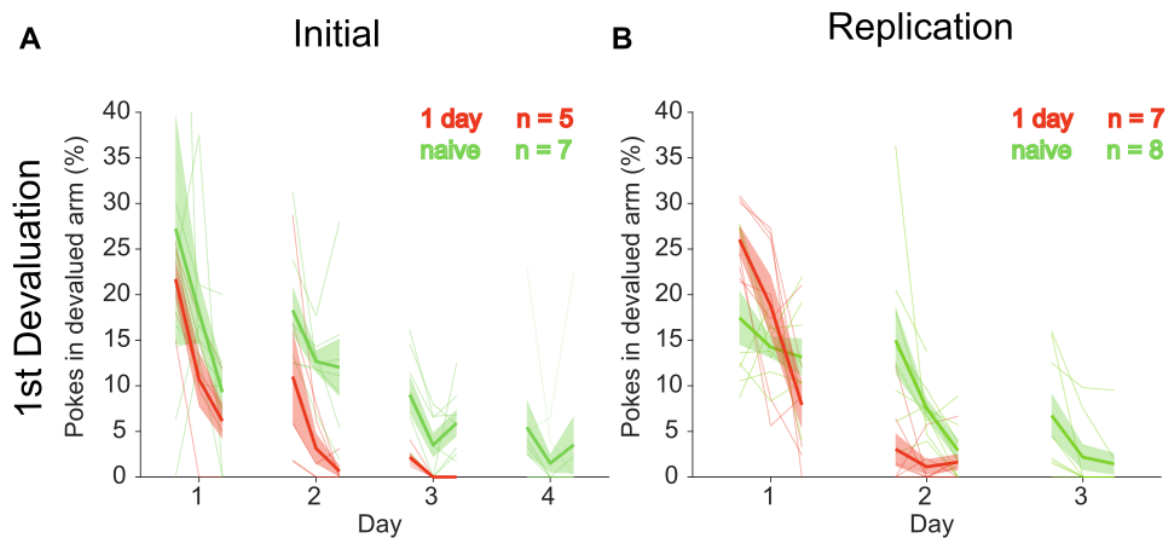 A
Initial
B
Replication
1st Devaluation
Pokes in devalued arm (%)
40
35
30
25
20
15
10
5
0
1 day n = 5
naive n = 7
1 2 3 4
Day
Pokes in devalued arm (%)
40
35
30
25
20
15
10
5
0
1 day n = 7
naive n = 8
1 2 3
Day